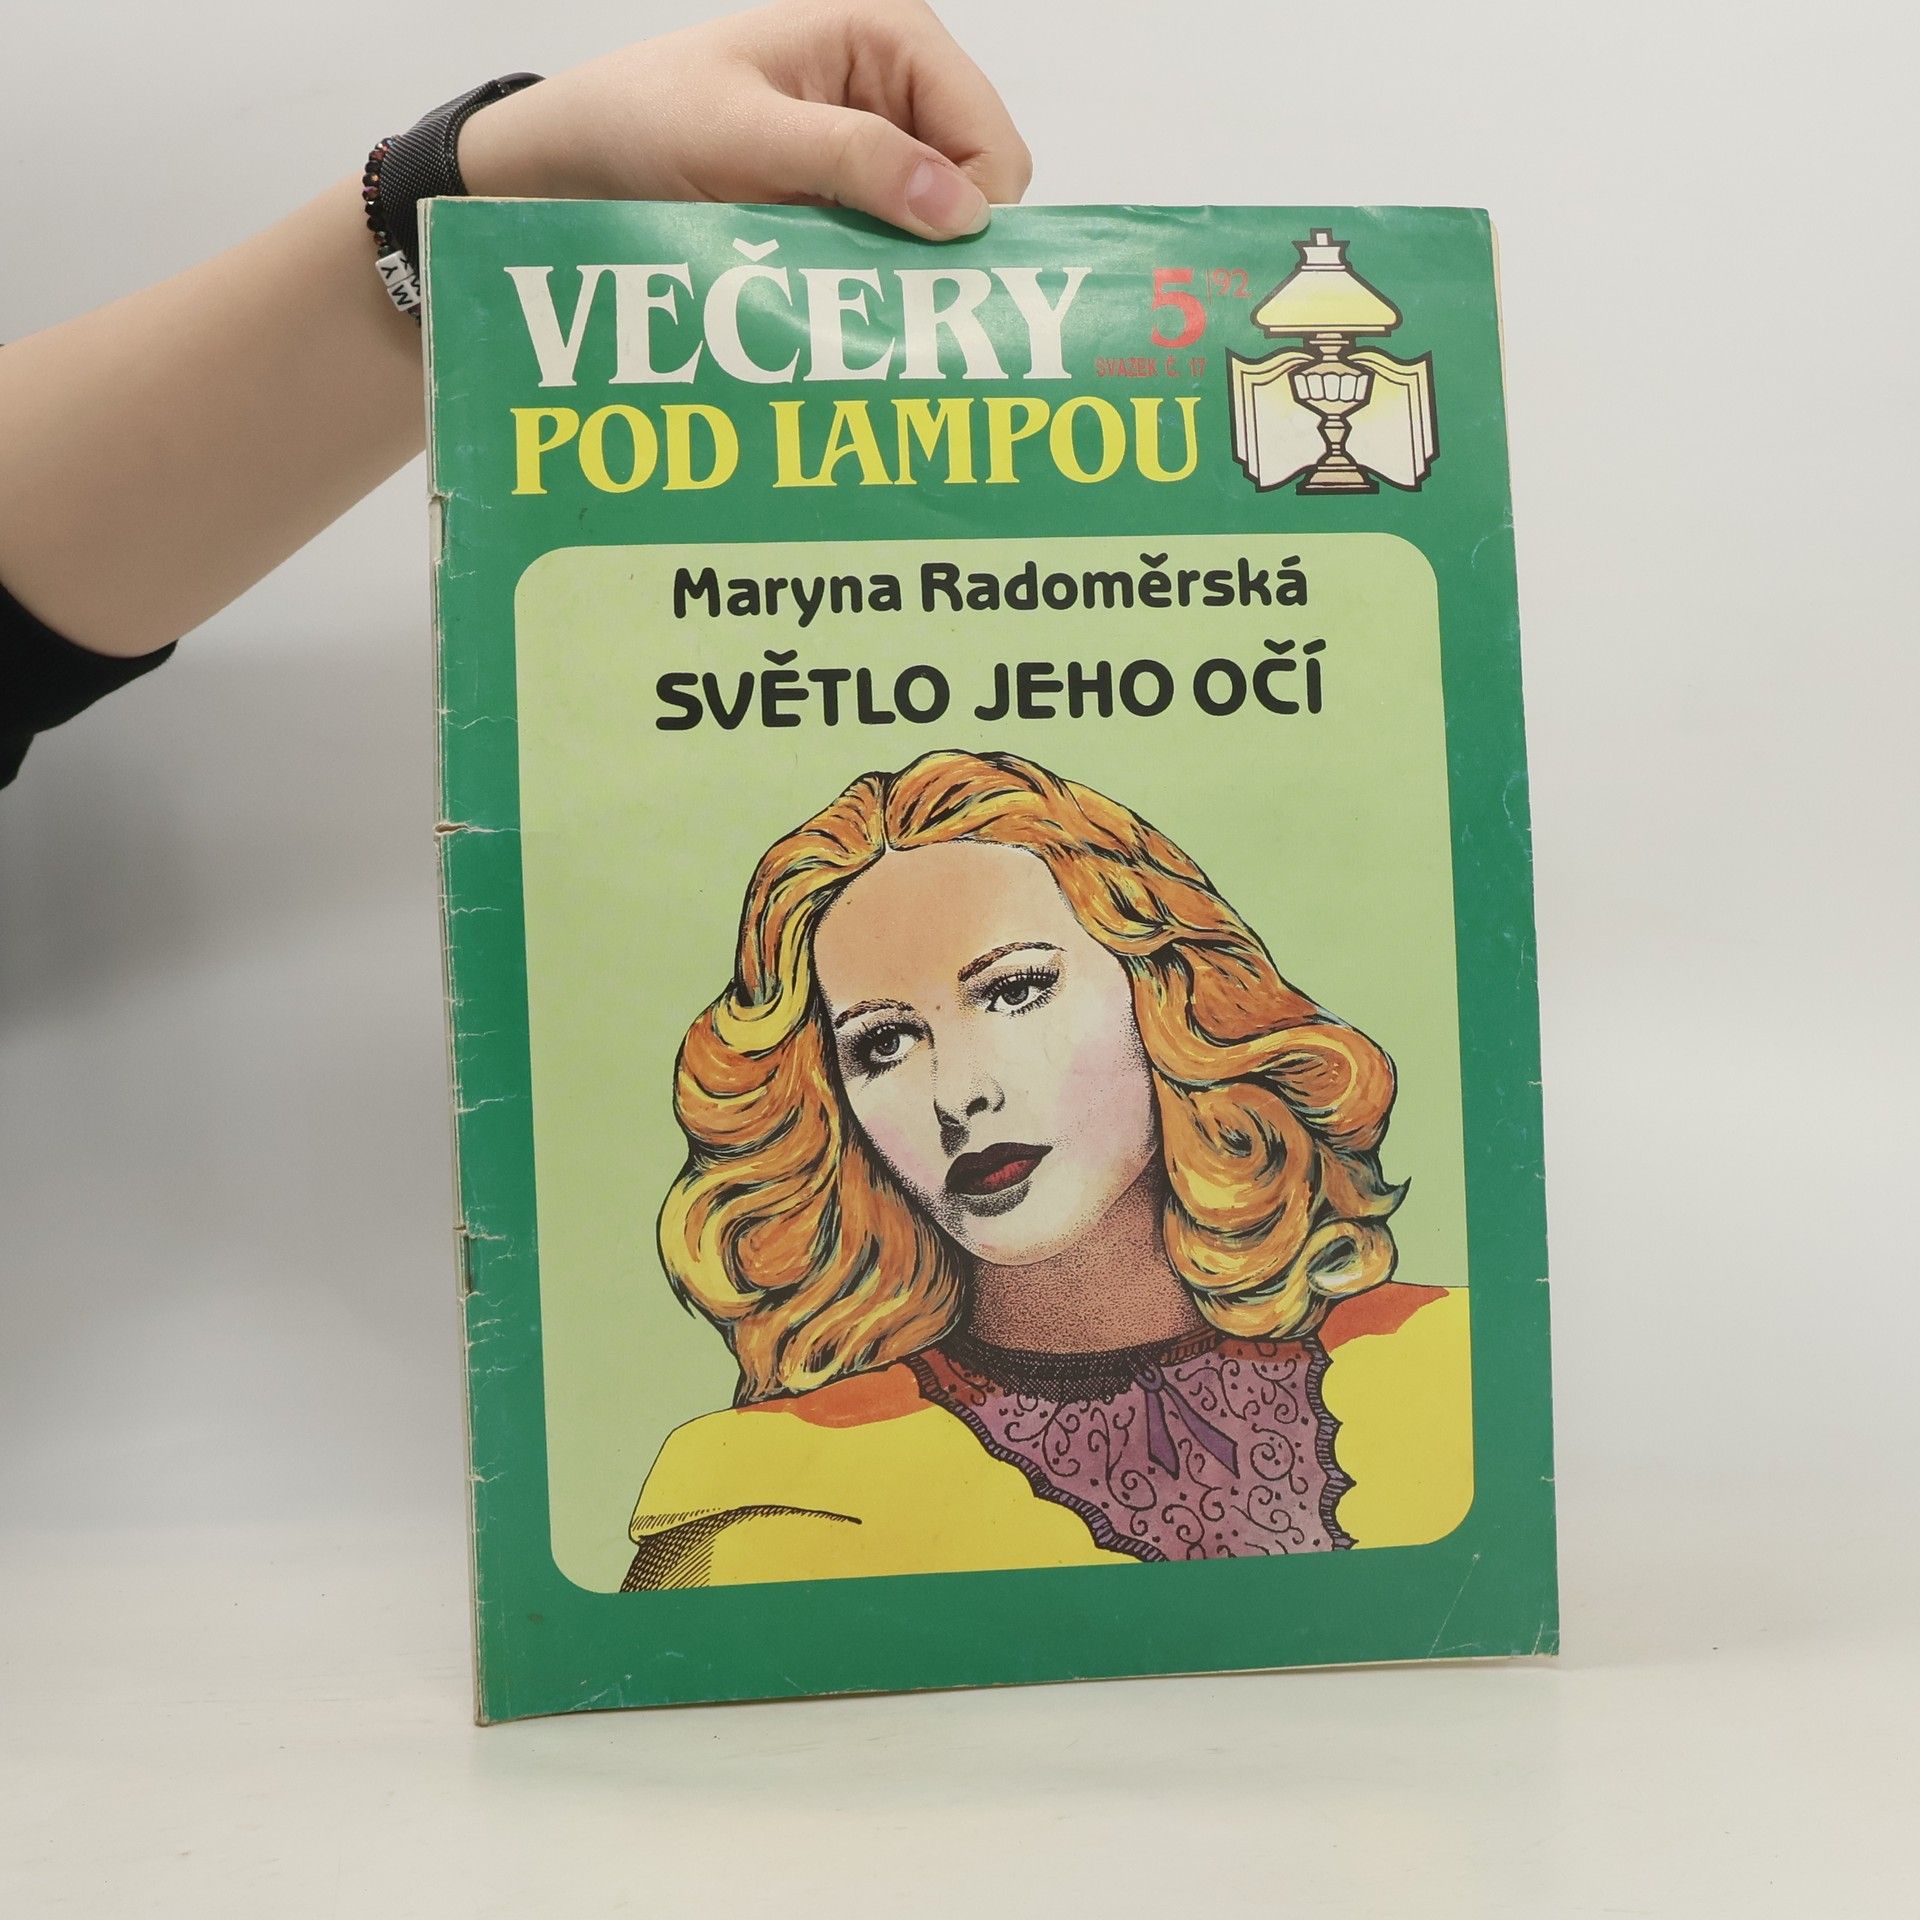 VEČERY 5/92
SVAZEK Č. 17
POD LAMPOU
Maryna Radoměrská
SVĚTLO JEHO OČÍ